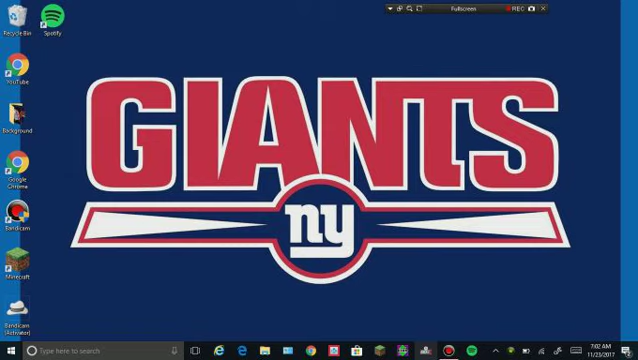 Recycle Bin
Spotify
Fullscreen
REC
YouTube
Background
Google
Chrome
Bandicam
Minecraft
Bandicam
(Activator)
GIANTS
ny
Type here to search
7:02 AM
11/23/2017